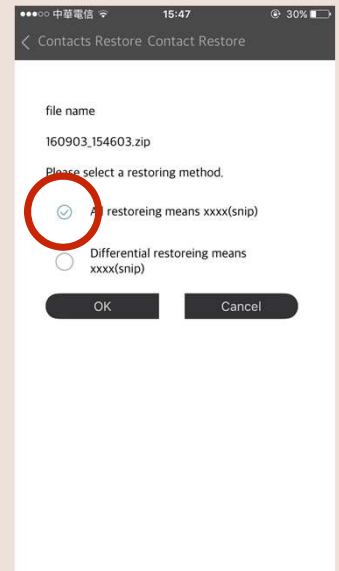 ●●●○○ 中華電信 15:47 30%
Contacts Restore Contact Restore
file name
160903_154603.zip
Please select a restoring method.
All restoreing means xxxx(snip)
Differential restoreing means
xxxx(snip)
OK Cancel